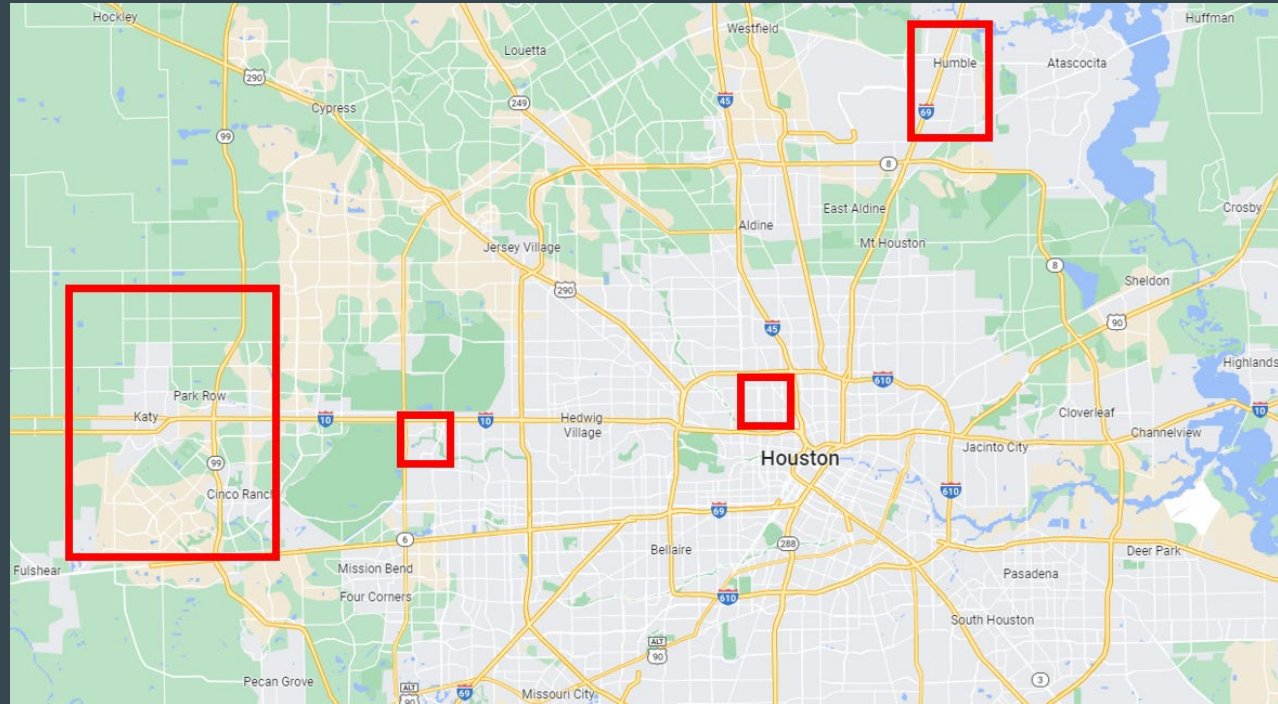 Hockley
Westfield
Huffman
Louetta
Humble
Atascocita
290
249
45
Cypress
69
99
8
Crosby
East Aldine
Aldine
Jersey Village
Mt Houston
8
Sheldon
290
90
45
Highlands
610
Park Row
Katy
10
10
Hedwig
Village
Cloverleaf
10
Channelview
Houston
Jacinto City
99
Cinco Ranch
610
69
6
288
Bellaire
Deer Park
Fulshear
Mission Bend
Pasadena
Four Corners
610
South Houston
ALT
90
Pecan Grove
3
ALT
90
69
Missouri City